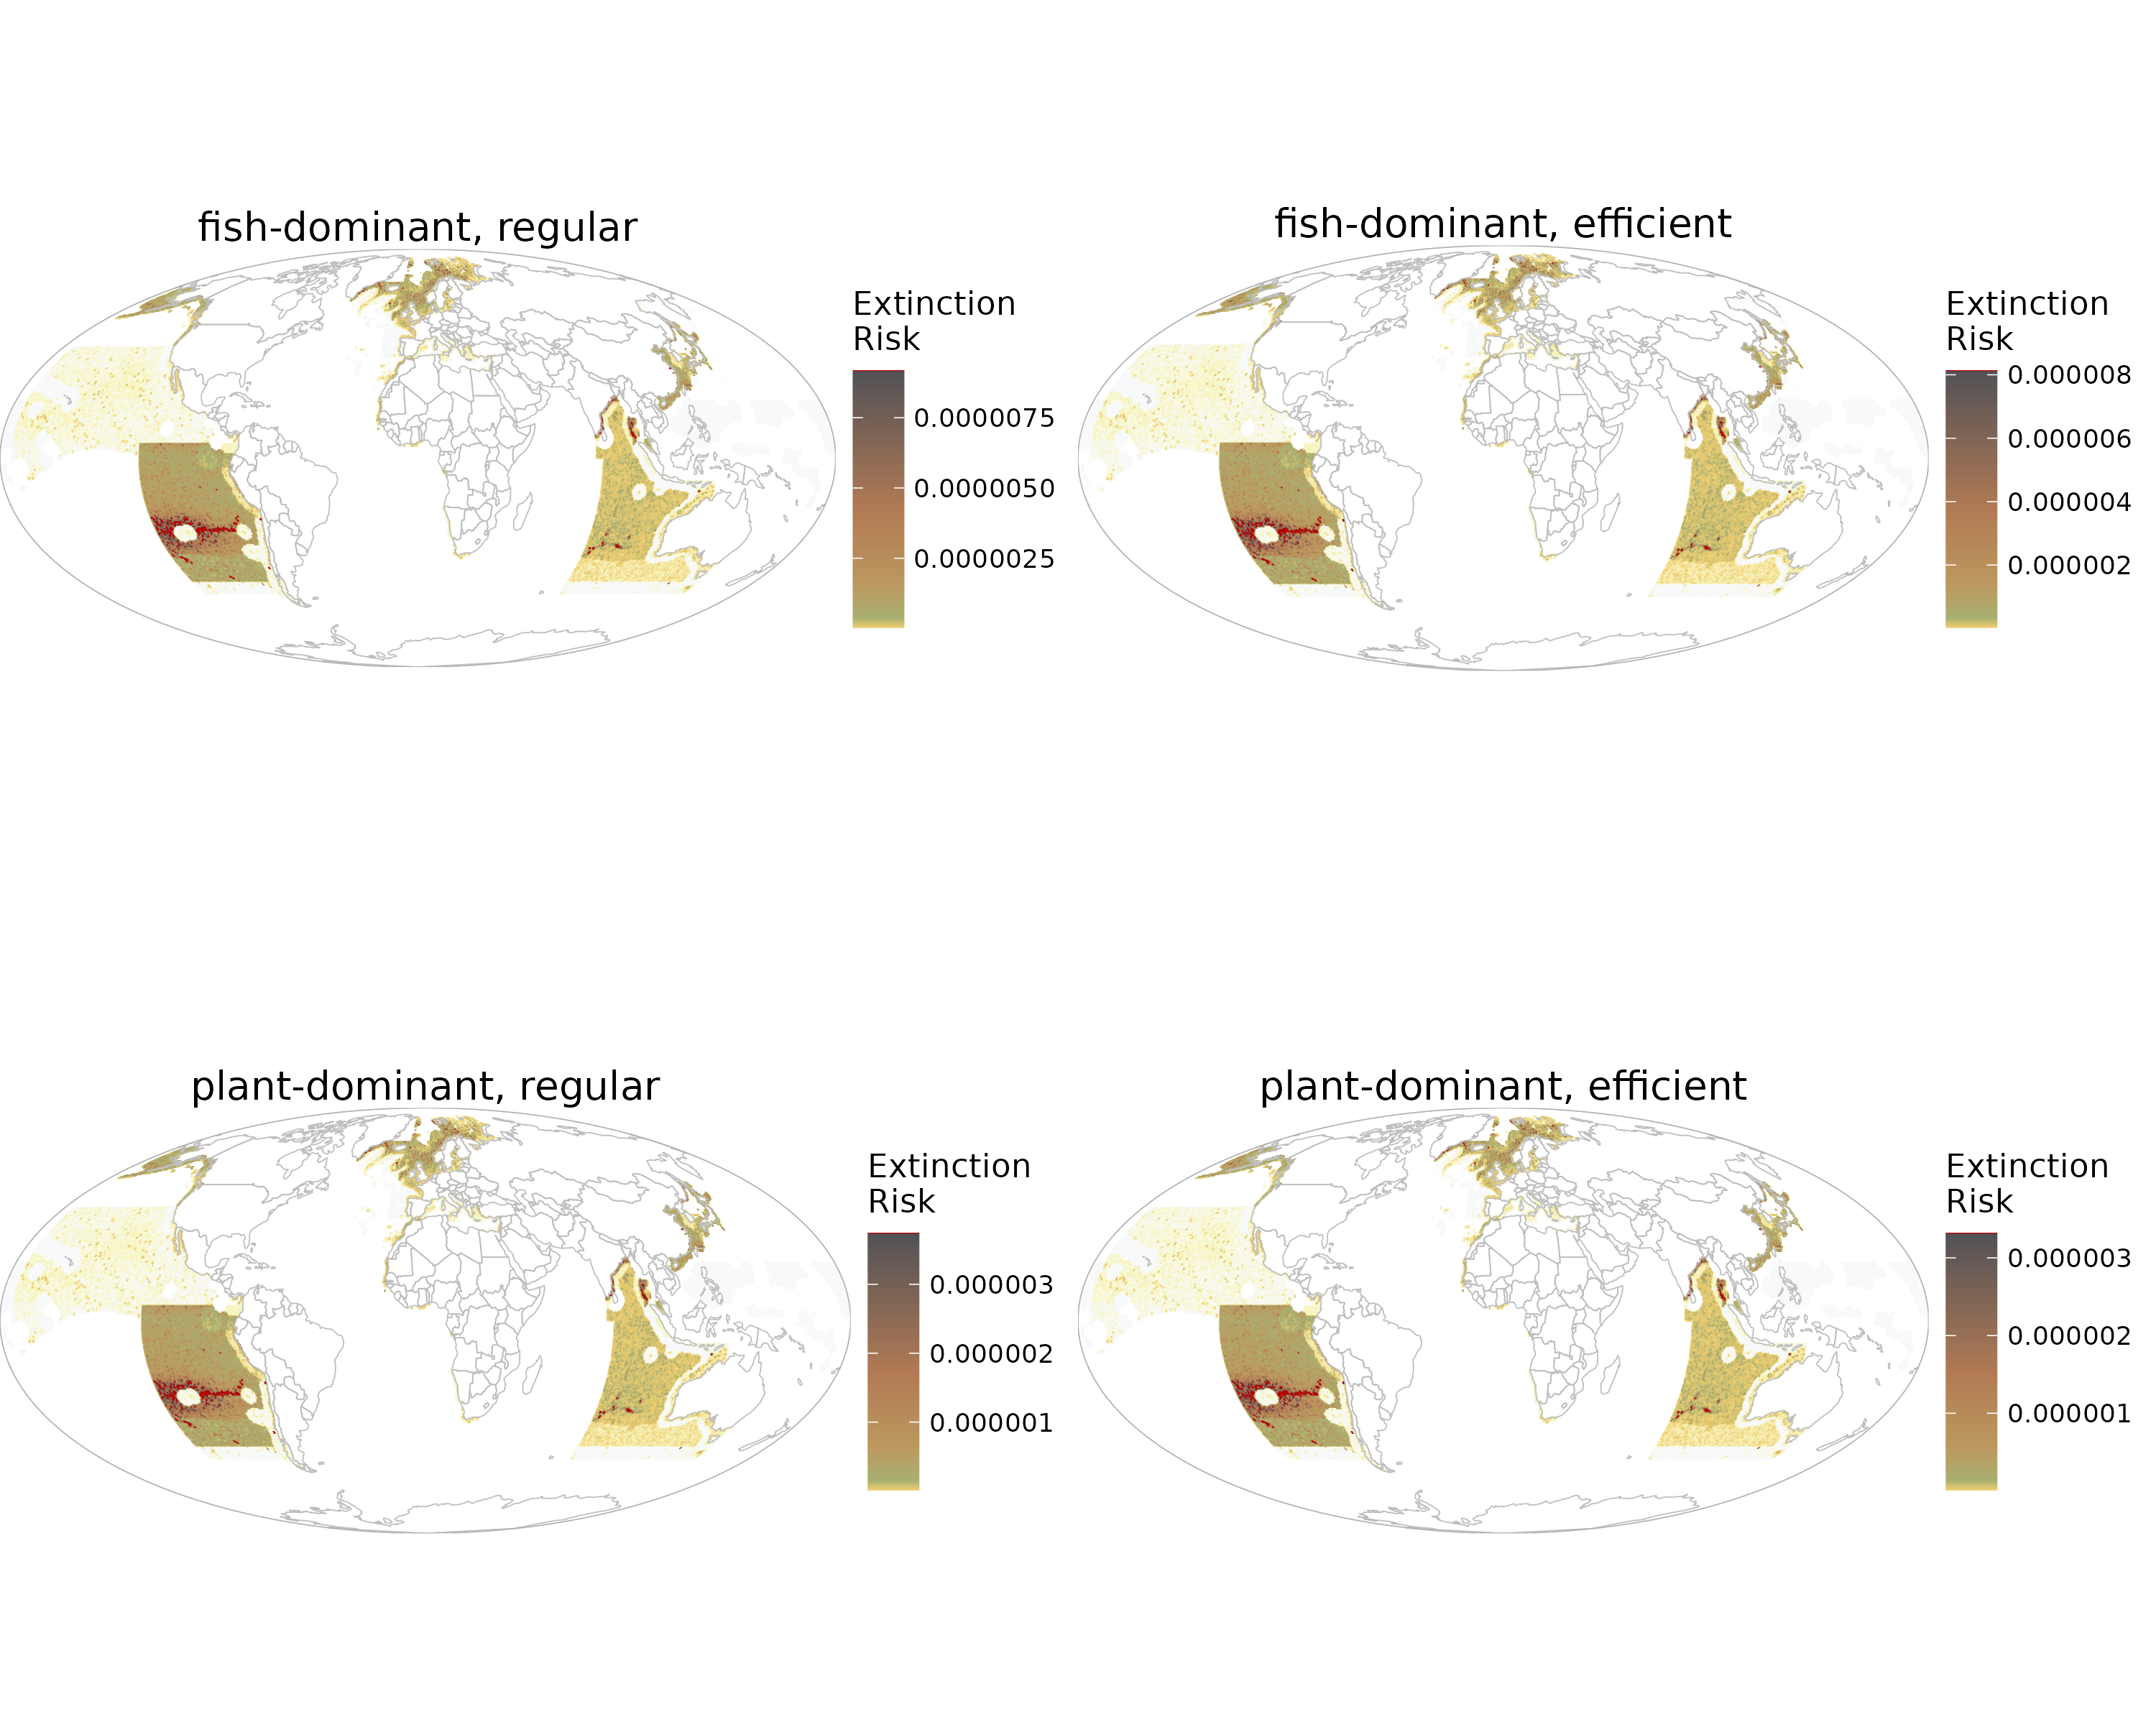 fish-dominant, regular
Extinction
Risk
0.0000075
0.0000050
0.0000025
fish-dominant, efficient
Extinction
Risk
0.000008
0.000006
0.000004
0.000002
plant-dominant, regular
Extinction
Risk
0.000003
0.000002
0.000001
plant-dominant, efficient
Extinction
Risk
0.000003
0.000002
0.000001